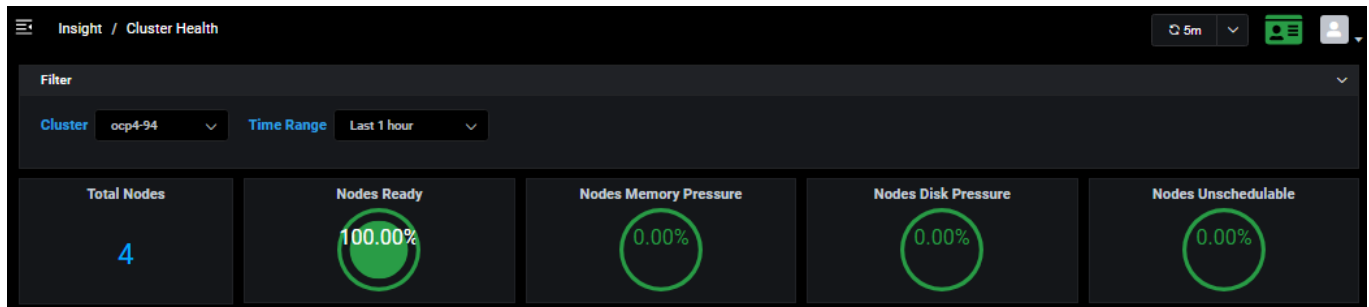 Insight / Cluster Health
5m
Filter
Cluster ocp4-94 Time Range Last 1 hour
Total Nodes Nodes Ready Nodes Memory Pressure Nodes Disk Pressure Nodes Unschedulable
4 100.00% 0.00% 0.00% 0.00%